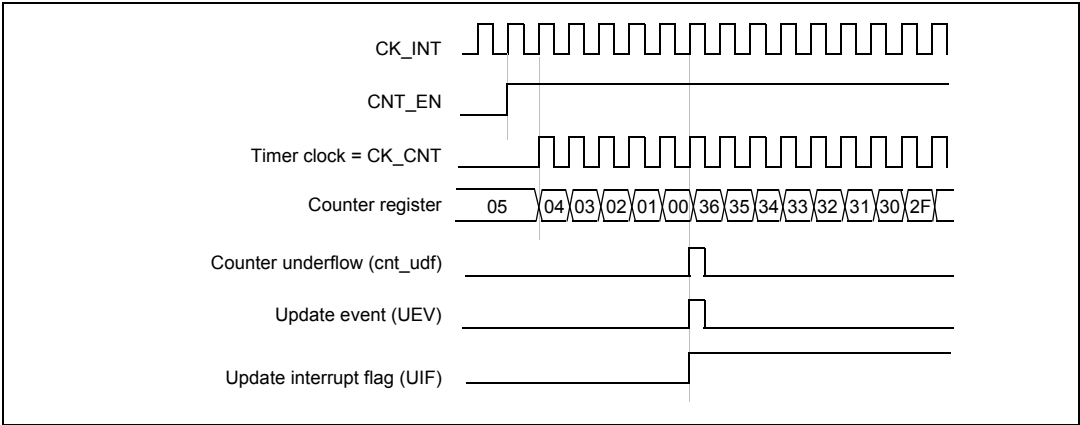 CK_INT
CNT_EN
Timer clock = CK_CNT
Counter register 05 04 03 02 01 00 36 35 34 33 32 31 30 2F
Counter underflow (cnt_udf)
Update event (UEV)
Update interrupt flag (UIF)